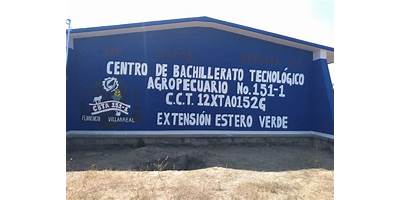 CENTRO DE BACHILLERATO TECNOLÓGICO
AGROPECUARIO No.151-1
C.C.T. 12XTA0152G
EXTENSIÓN ESTERO VERDE
CBTA 151-1
FLORENCIO VILLARREAL